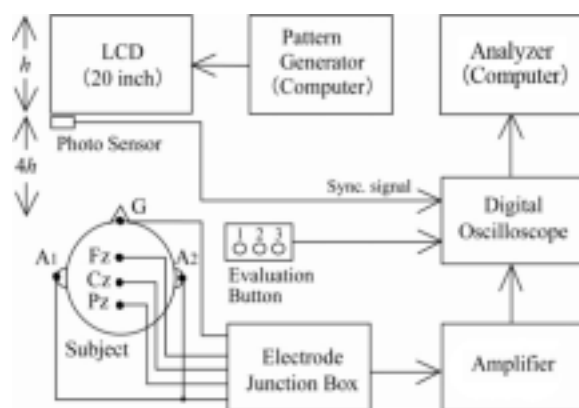 h
LCD
(20 inch)
Pattern
Generator
(Computer)
Analyzer
(Computer)
Photo Sensor
4h
Sync. signal
G
Digital
Oscilloscope
1 2 3
Evaluation
Button
A1
A2
Fz
Cz
Pz
Subject
Electrode
Junction Box
Amplifier